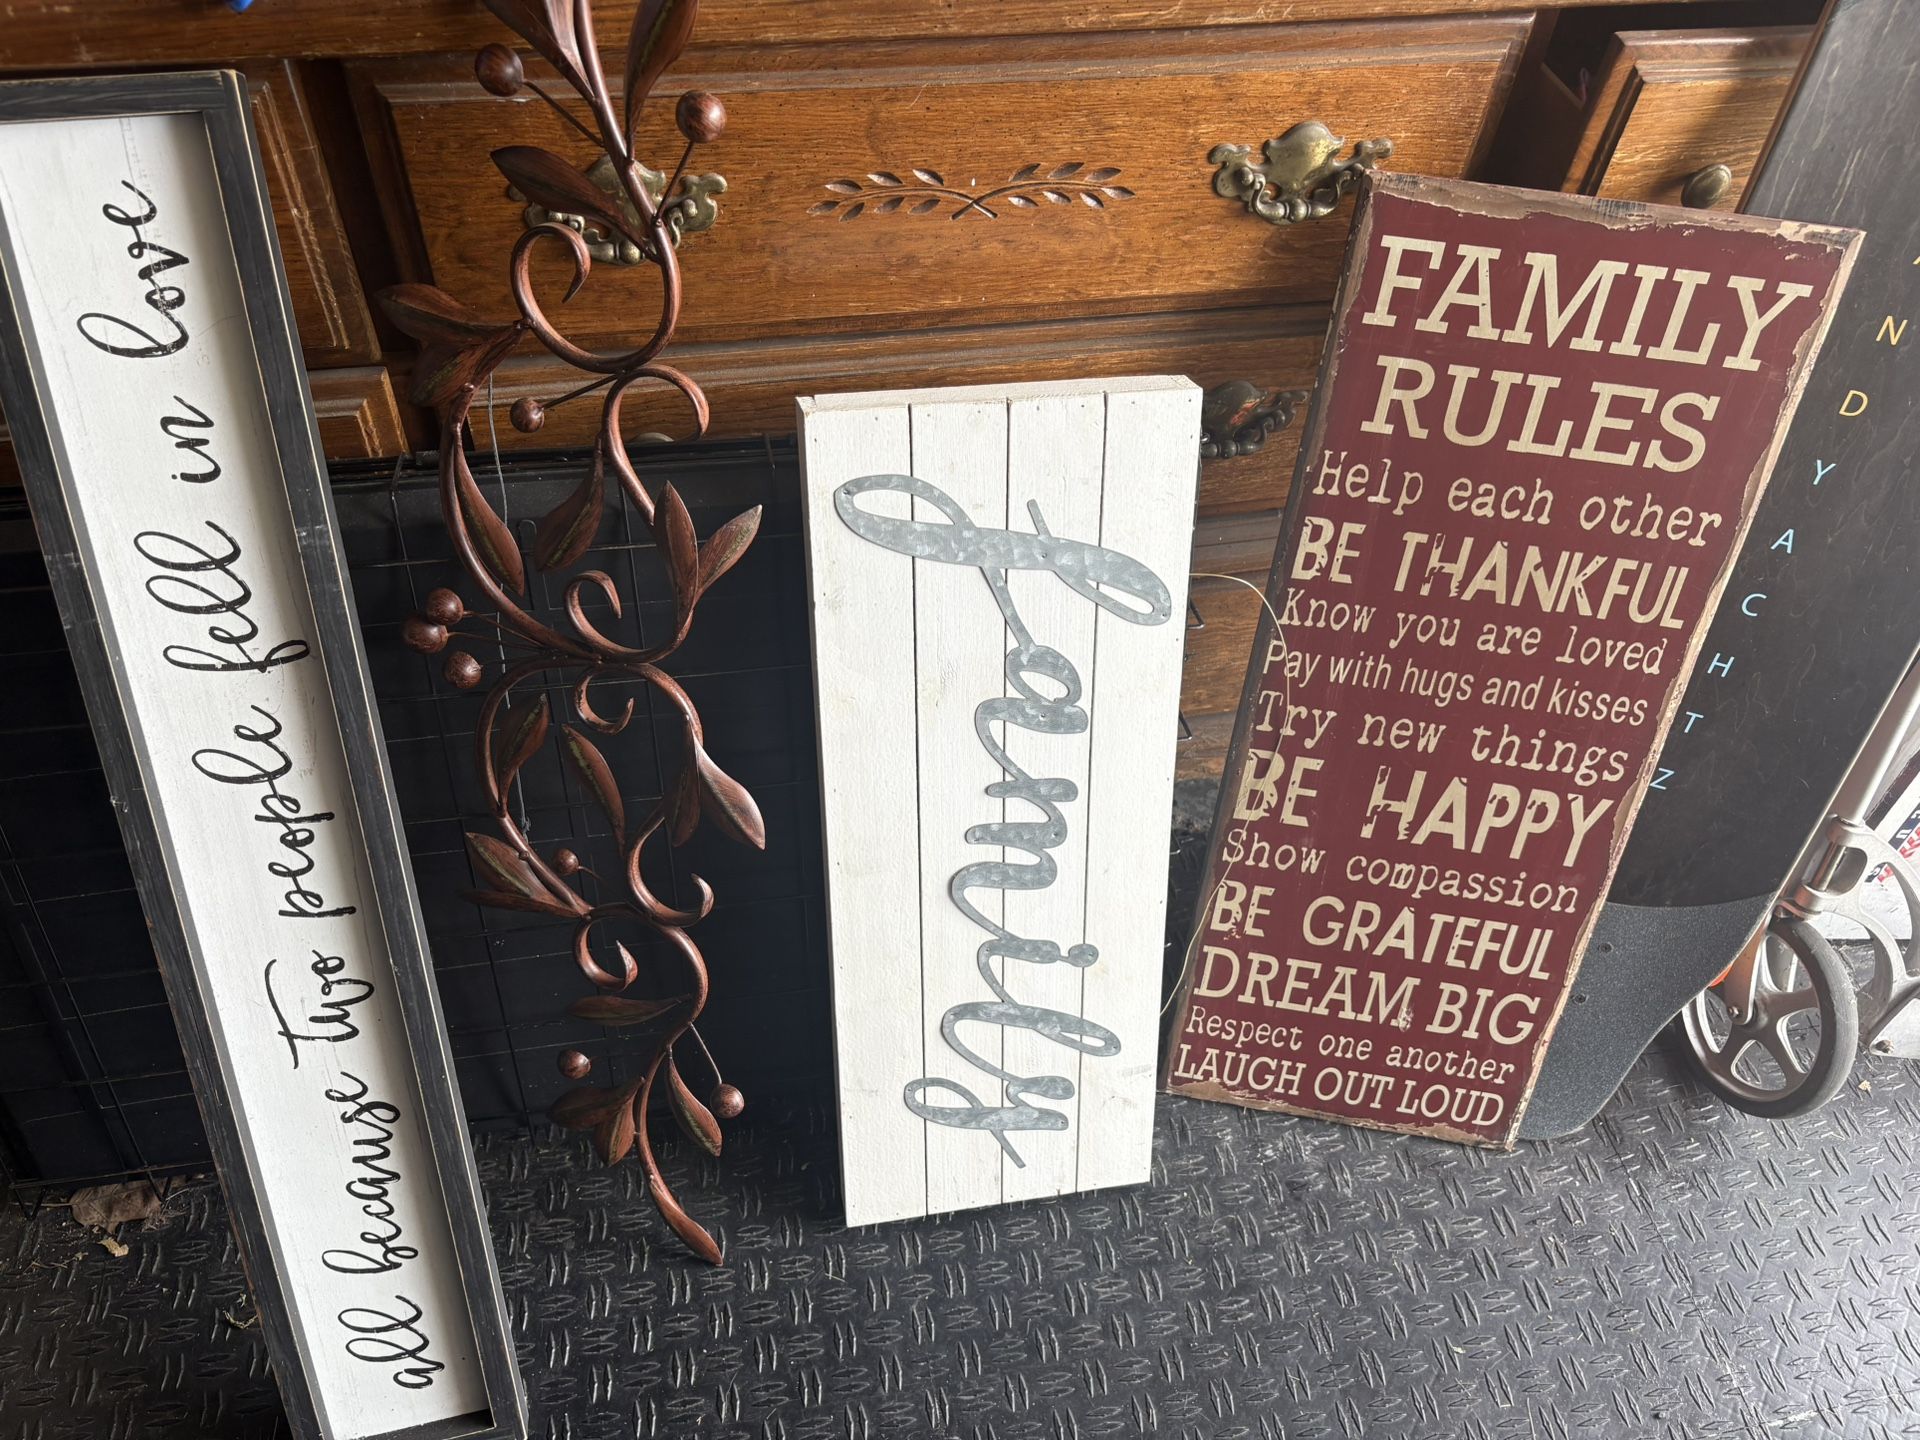 all because two people fell in love
family
FAMILY
RULES
Help each other
BE THANKFUL
Know you are loved
Pay with hugs and kisses
Try new things
BE HAPPY
Show compassion
BE GRATEFUL
DREAM BIG
Respect one another
LAUGH OUT LOUD
NDYACHTZ